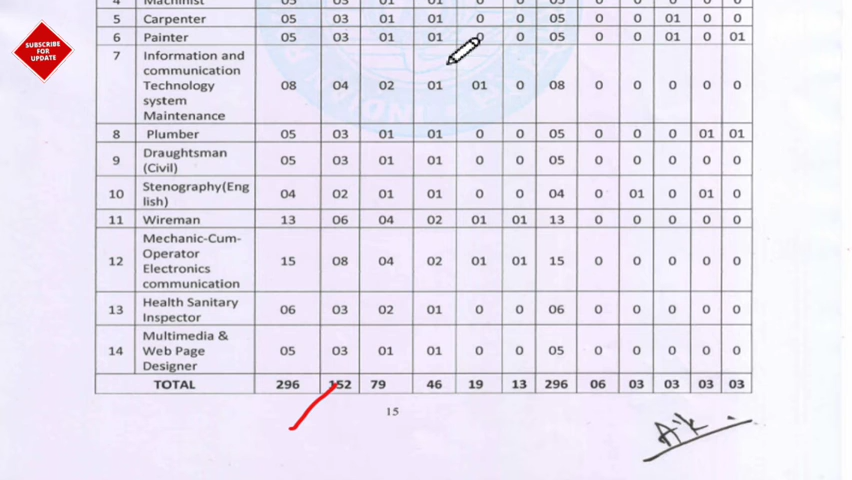 SUBSCRIBE
FOR
UPDATE
5 Carpenter 05 03 01 01 0 0 05 0 0 01 0 0
6 Painter 05 03 01 01 0 05 0 0 01 0 01
7 Information and
communication
Technology 08 04 02 01 01 0 08 0 0 0 0 0
system
Maintenance
8 Plumber 05 03 01 01 0 0 05 0 0 0 01 01
9 Draughtsman
(Civil) 05 03 01 01 0 0 05 0 0 0 0 0
10 Stenography(Eng
lish) 04 02 01 01 0 0 04 0 01 0 01 0
11 Wireman 13 06 04 02 01 01 13 0 0 0 0 0
Mechanic-Cum-
12 Operator 15 08 04 02 01 01 15 0 0 0 0 0
Electronics
communication
13 Health Sanitary
Inspector 06 03 02 01 0 0 06 0 0 0 0 0
Multimedia &
14 Web Page 05 03 01 01 0 0 05 0 0 0 0 0
Designer
TOTAL 296 152 79 46 19 13 296 06 03 03 03 03
15